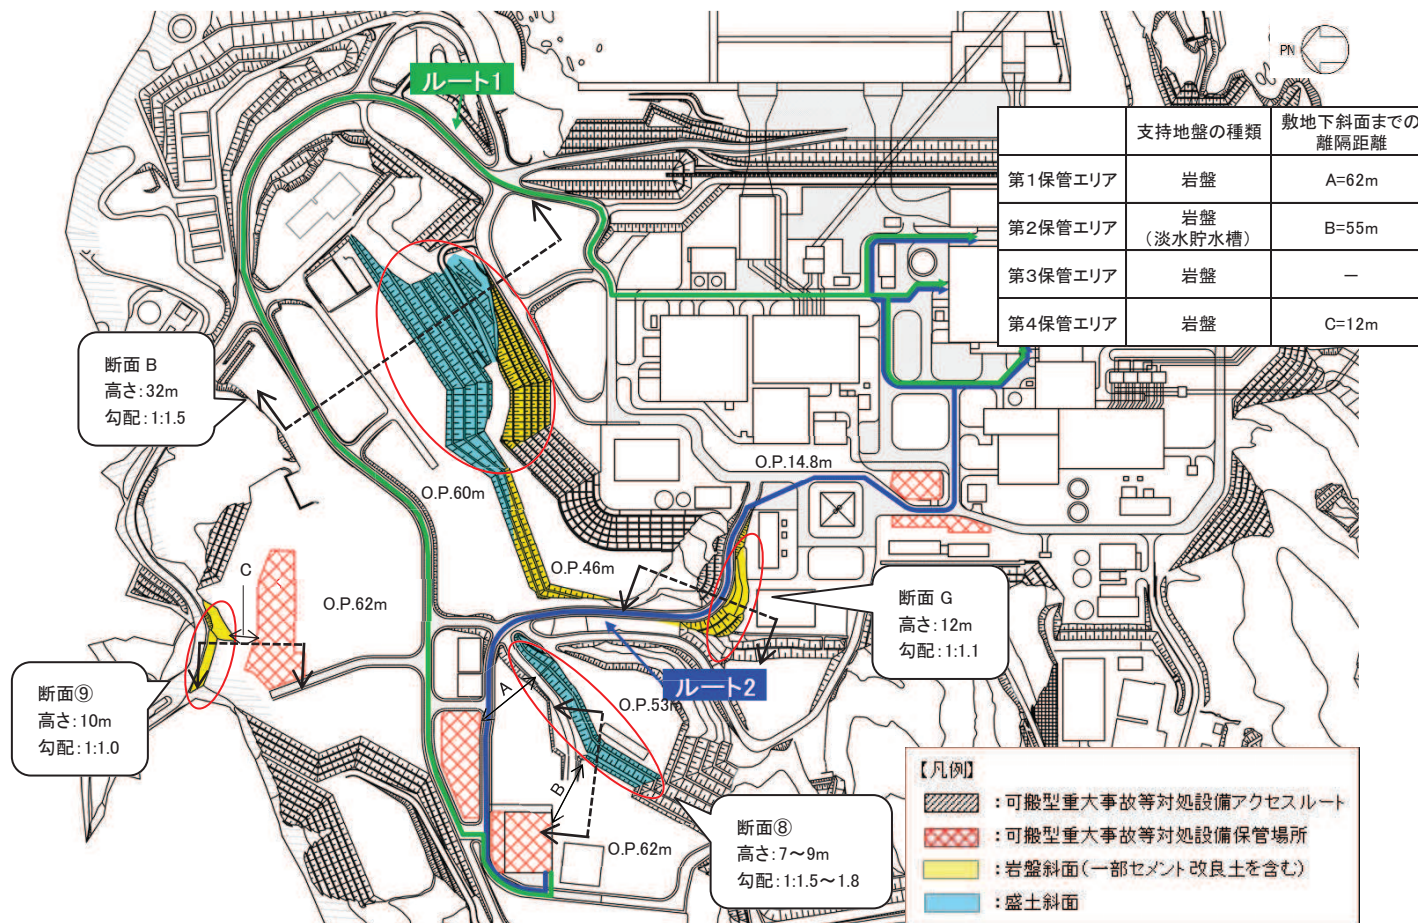 ルート1
PN
支持地盤の種類
敷地下斜面までの
離隔距離
第1保管エリア
岩盤
A=62m
第2保管エリア
岩盤
(淡水貯水槽)
B=55m
第3保管エリア
岩盤
－
第4保管エリア
岩盤
C=12m
断面 B
高さ:32m
勾配:1:1.5
O.P.14.8m
O.P.60m
O.P.46m
C
O.P.62m
断面 G
高さ:12m
勾配:1:1.1
ルート2
断面⑨
高さ:10m
勾配:1:1.0
A
O.P.53m
B
O.P.62m
断面⑧
高さ:7～9m
勾配:1:1.5～1.8
【凡例】
:可搬型重大事故等対処設備アクセスルート
:可搬型重大事故等対処設備保管場所
:岩盤斜面(一部セメント改良土を含む)
:盛土斜面